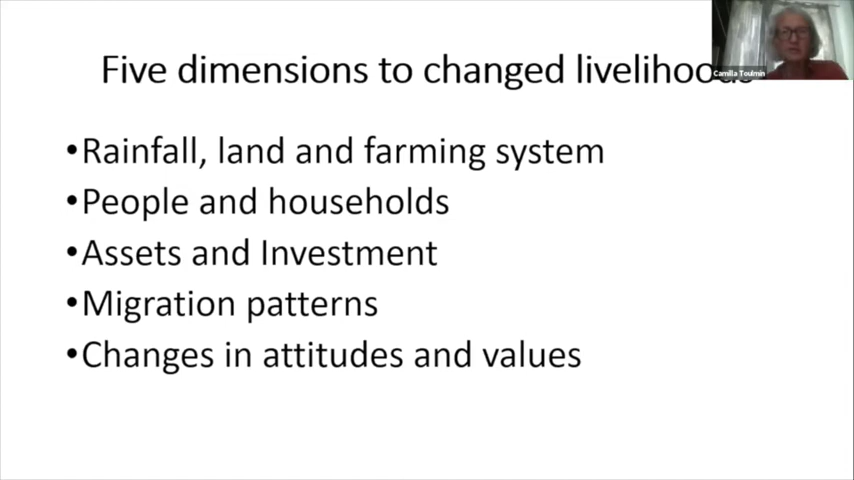 Five dimensions to changed livelihoods
Camilla Toulmin
•Rainfall, land and farming system
•People and households
•Assets and Investment
•Migration patterns
•Changes in attitudes and values